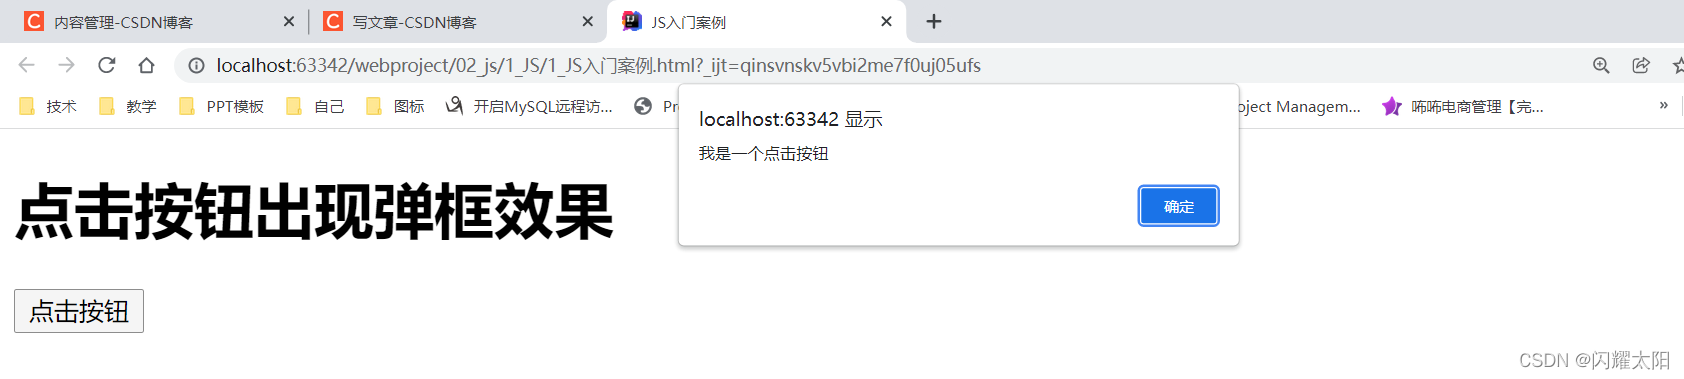 内容管理-CSDN博客
写文章-CSDN博客
JS入门案例
localhost:63342/webproject/02_js/1_JS/1_JS入门案例.html?_ijt=qinsvnskv5vbi2me7f0uj05ufs
技术 教学 PPT模板 自己 图标 开启MySQL远程访... Pr oject Managem... 咘咘电商管理【完...
localhost:63342 显示
我是一个点击按钮
确定
点击按钮出现弹框效果
点击按钮
CSDN @闪耀太阳